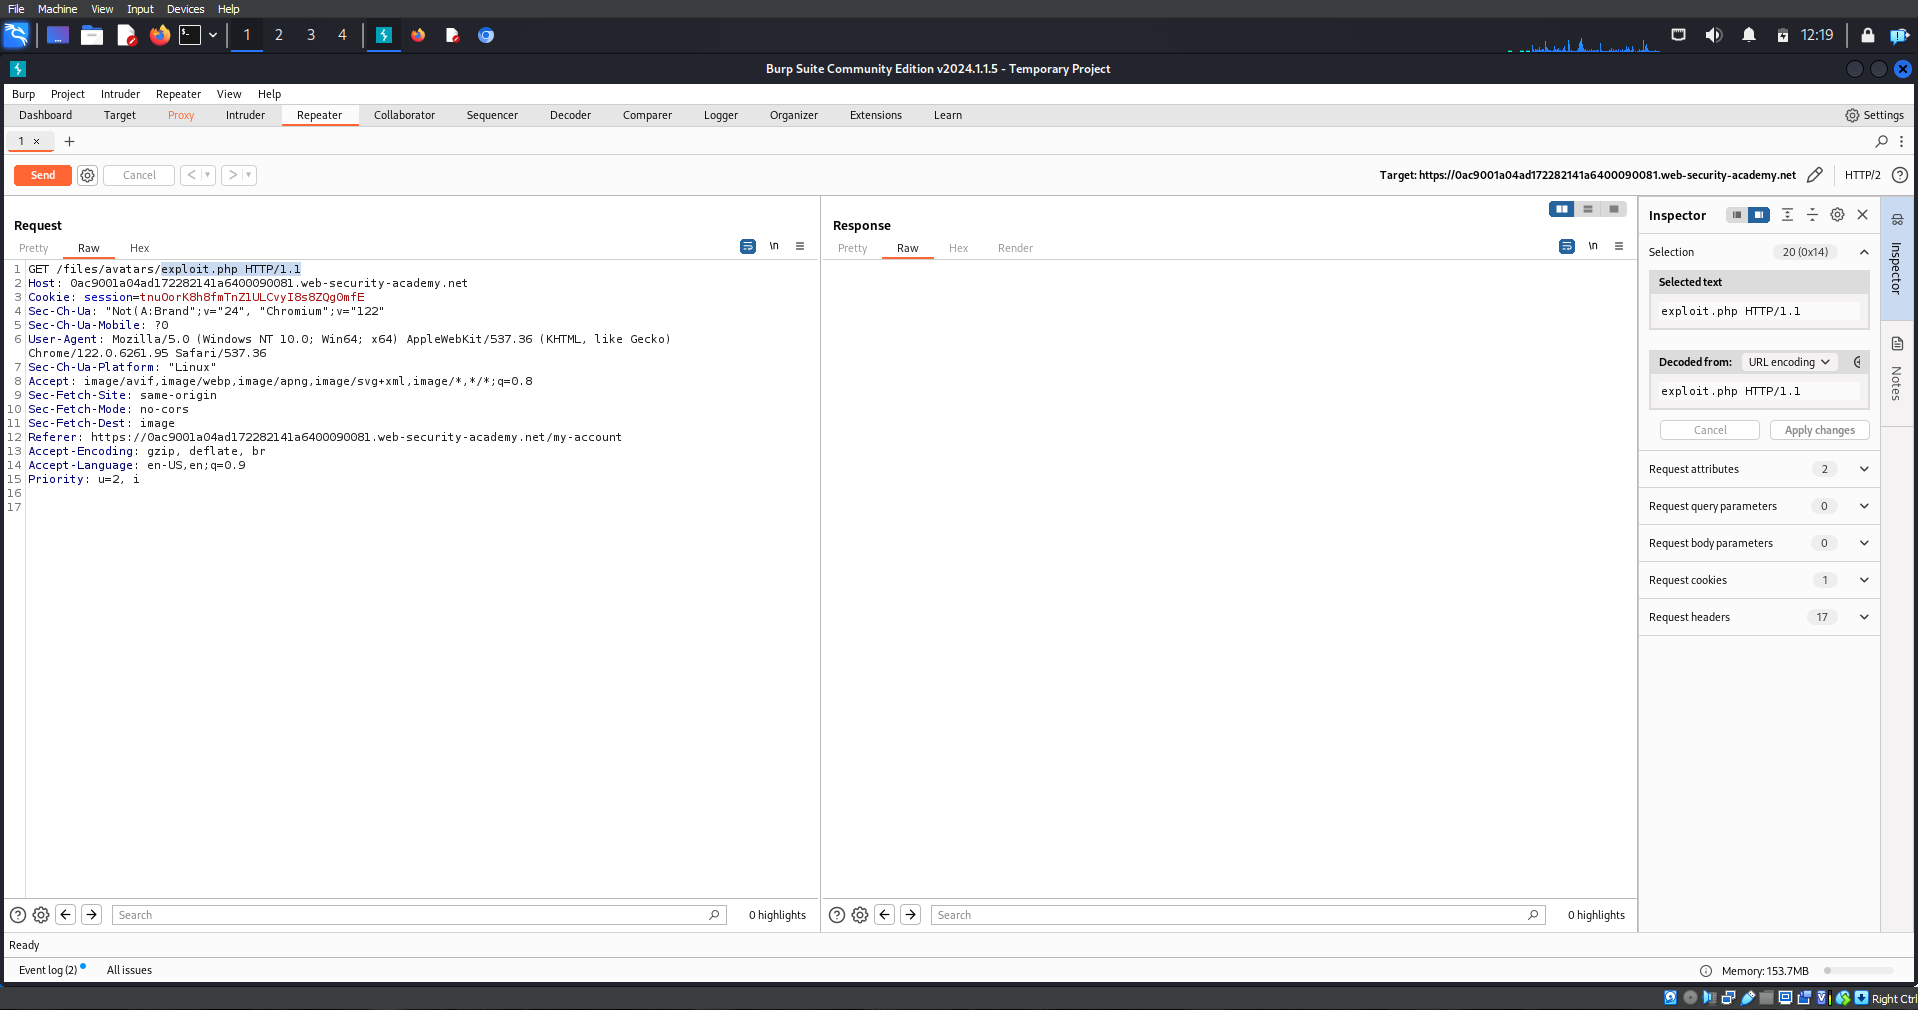 File Machine View Input Devices Help
1 2 3 4 12:19
Burp Suite Community Edition v2024.1.1.5 - Temporary Project
Burp Project Intruder Repeater View Help
Dashboard Target Proxy Intruder Repeater Collaborator Sequencer Decoder Comparer Logger Organizer Extensions Learn Settings
1 × +
Send Cancel < > Target: https://0ac9001a04ad172282141a6400090081.web-security-academy.net HTTP/2
Request
Pretty Raw Hex \n
1 GET /files/avatars/exploit.php HTTP/1.1
2 Host: 0ac9001a04ad172282141a6400090081.web-security-academy.net
3 Cookie: session=tnuOorK8h8fmTnZlULCvyI8s8ZQg0mfE
4 Sec-Ch-Ua: "Not(A:Brand";v="24", "Chromium";v="122"
5 Sec-Ch-Ua-Mobile: ?0
6 User-Agent: Mozilla/5.0 (Windows NT 10.0; Win64; x64) AppleWebKit/537.36 (KHTML, like Gecko)
Chrome/122.0.6261.95 Safari/537.36
7 Sec-Ch-Ua-Platform: "Linux"
8 Accept: image/avif,image/webp,image/apng,image/svg+xml,image/*,*/*;q=0.8
9 Sec-Fetch-Site: same-origin
10 Sec-Fetch-Mode: no-cors
11 Sec-Fetch-Dest: image
12 Referer: https://0ac9001a04ad172282141a6400090081.web-security-academy.net/my-account
13 Accept-Encoding: gzip, deflate, br
14 Accept-Language: en-US,en;q=0.9
15 Priority: u=2, i
16
17
Search 0 highlights
Response
Pretty Raw Hex Render \n
Search 0 highlights
Inspector
Selection 20 (0x14)
Selected text
exploit.php HTTP/1.1
Decoded from: URL encoding
exploit.php HTTP/1.1
Cancel Apply changes
Request attributes 2
Request query parameters 0
Request body parameters 0
Request cookies 1
Request headers 17
Inspector
Notes
Ready
Event log (2) All issues Memory: 153.7MB
Right Ctrl